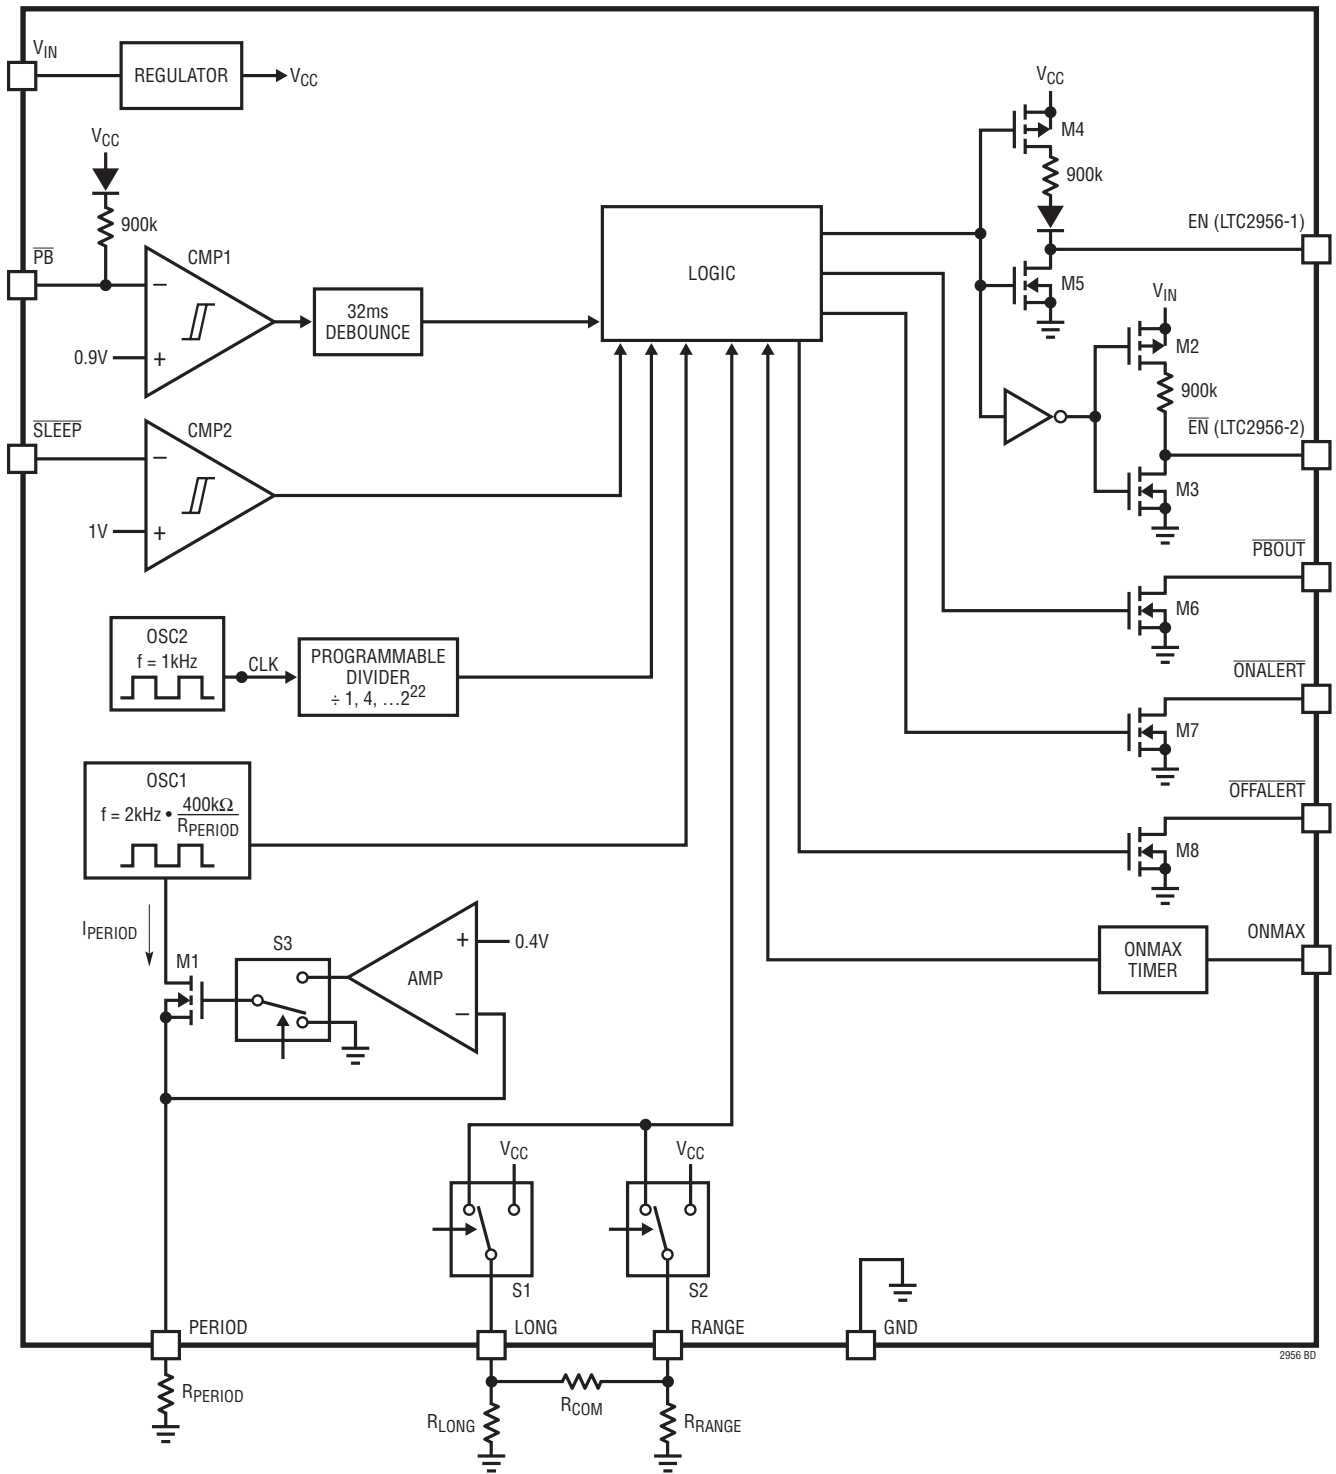 VIN
REGULATOR
VCC
VCC
900k
PB
CMP1
−
+
0.9V
32ms
DEBOUNCE
SLEEP
CMP2
−
+
1V
LOGIC
VCC
M4
900k
EN (LTC2956-1)
M5
VIN
M2
900k
EN (LTC2956-2)
M3
PBOUT
M6
ONALERT
M7
OFFALERT
M8
ONMAX
ONMAX
TIMER
OSC2
f = 1kHz
CLK
PROGRAMMABLE
DIVIDER
÷ 1, 4, …2²²
OSC1
f = 2kHz • 400kΩ
RPERIOD
IPERIOD
M1
S3
AMP
+
−
0.4V
VCC
S1
VCC
S2
PERIOD
LONG
RANGE
GND
2956 BD
RPERIOD
RCOM
RLONG
RRANGE